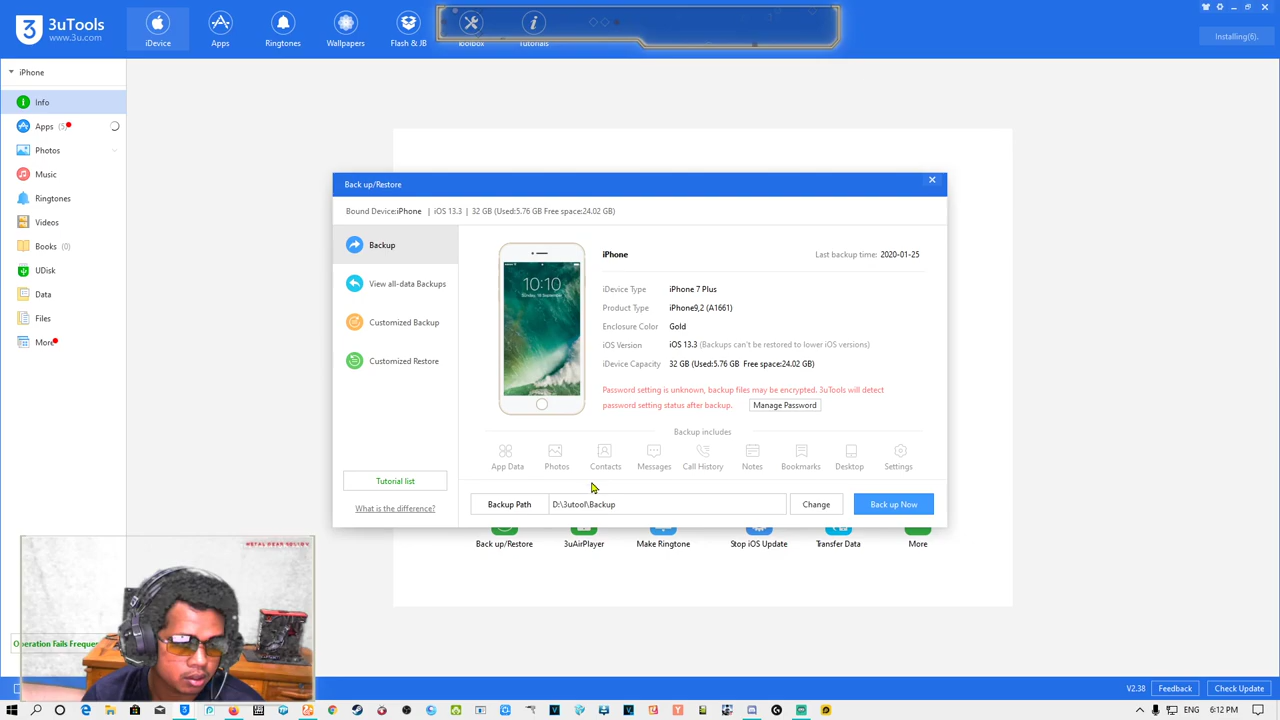 3uTools
www.3u.com
iDevice
Apps
Ringtones
Wallpapers
Flash & JB
Toolbox
Tutorials
Installing(6).
iPhone
Info
Apps (5)
Photos
Music
Ringtones
Videos
Books (0)
UDisk
Data
Files
More
Back up/Restore
Bound Device:iPhone | iOS 13.3 | 32 GB (Used:5.76 GB Free space:24.02 GB)
Backup
View all-data Backups
Customized Backup
Customized Restore
Tutorial list
What is the difference?
10:10
iPhone
Last backup time: 2020-01-25
iDevice Type iPhone 7 Plus
Product Type iPhone9,2 (A1661)
Enclosure Color Gold
iOS Version iOS 13.3 (Backups can't be restored to lower iOS versions)
iDevice Capacity 32 GB (Used:5.76 GB Free space:24.02 GB)
Password setting is unknown, backup files may be encrypted. 3uTools will detect
password setting status after backup. Manage Password
Backup includes
App Data Photos Contacts Messages Call History Notes Bookmarks Desktop Settings
Backup Path D:\3utool\Backup Change Back up Now
Back up/Restore 3uAirPlayer Make Ringtone Stop iOS Update Transfer Data More
Operation Fails
V2.38 Feedback Check Update
ENG 6:12 PM